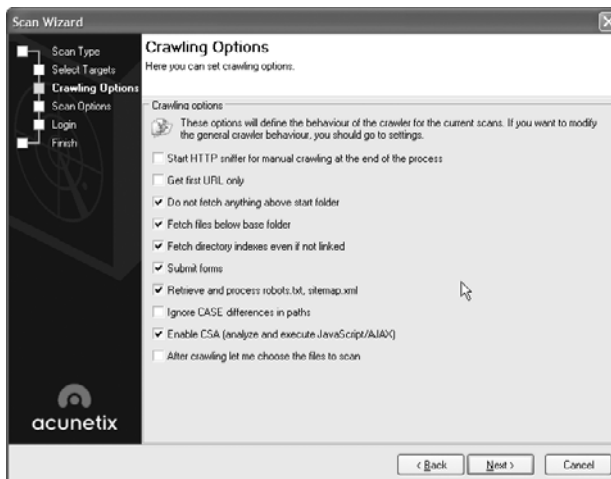 Scan Wizard
Scan Type
Select Targets
Crawling Options
Scan Options
Login
Finish
acunetix
Crawling Options
Here you can set crawling options.
Crawling options
These options will define the behaviour of the crawler for the current scans. If you want to modify
the general crawler behaviour, you should go to settings.
Start HTTP sniffer for manual crawling at the end of the process
Get first URL only
Do not fetch anything above start folder
Fetch files below base folder
Fetch directory indexes even if not linked
Submit forms
Retrieve and process robots.txt, sitemap.xml
Ignore CASE differences in paths
Enable CSA (analyze and execute JavaScript/AJAX)
After crawling let me choose the files to scan
< Back
Next >
Cancel